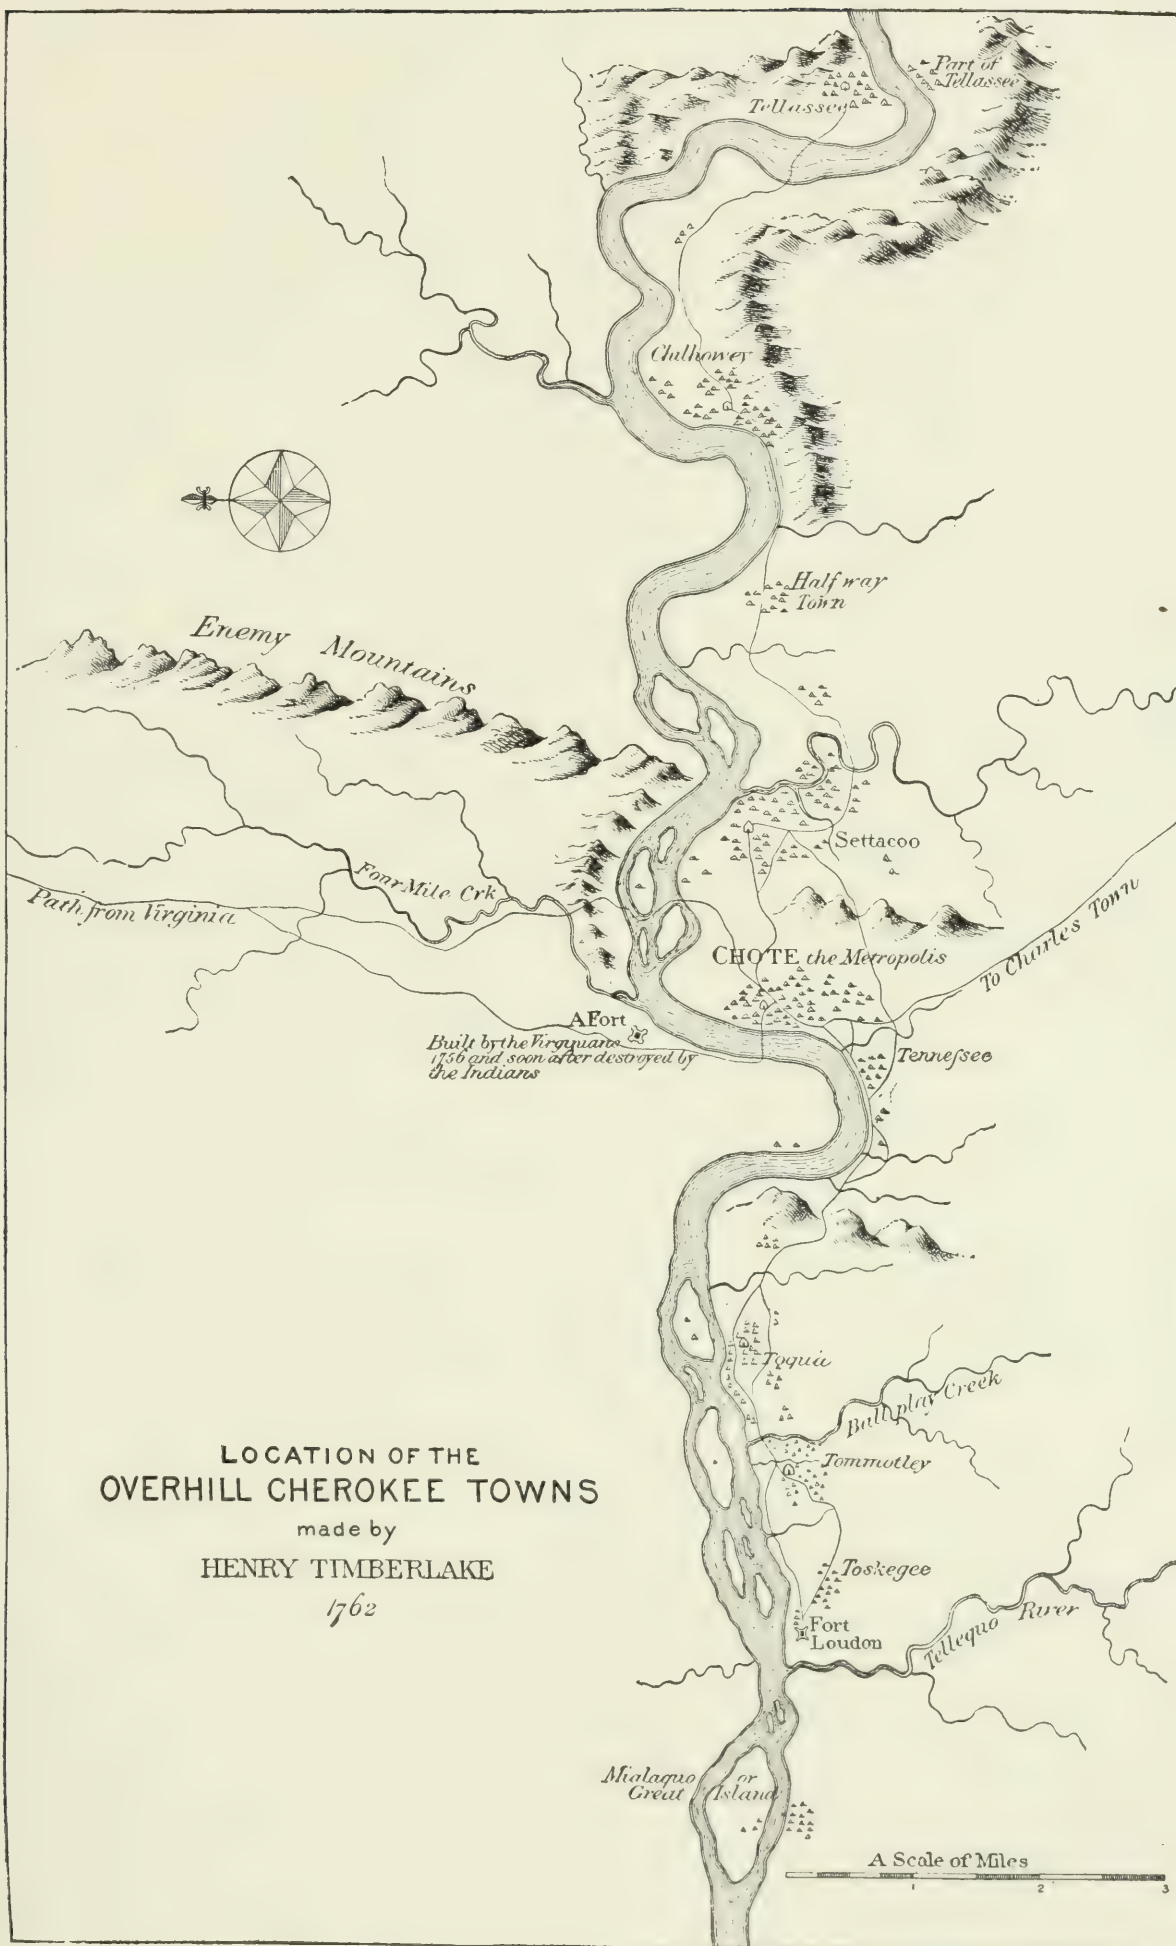 Part of
Tellassee
Tellassee
Chilhowey
Half way
Town
Enemy Mountains
Settacoo
Four Mile Crk
Path from Virginia
CHOTE the Metropolis
To Charles Town
A Fort
Built by the Virginians
1756 and soon after destroyed by
the Indians
Tenneſsee
Toquia
Ball play Creek
Tommotley
LOCATION OF THE
OVERHILL CHEROKEE TOWNS
made by
HENRY TIMBERLAKE
1762
Toskegee
Fort
Loudon
Tellequo River
Mialaquo or
Great Island
A Scale of Miles
1 2 3